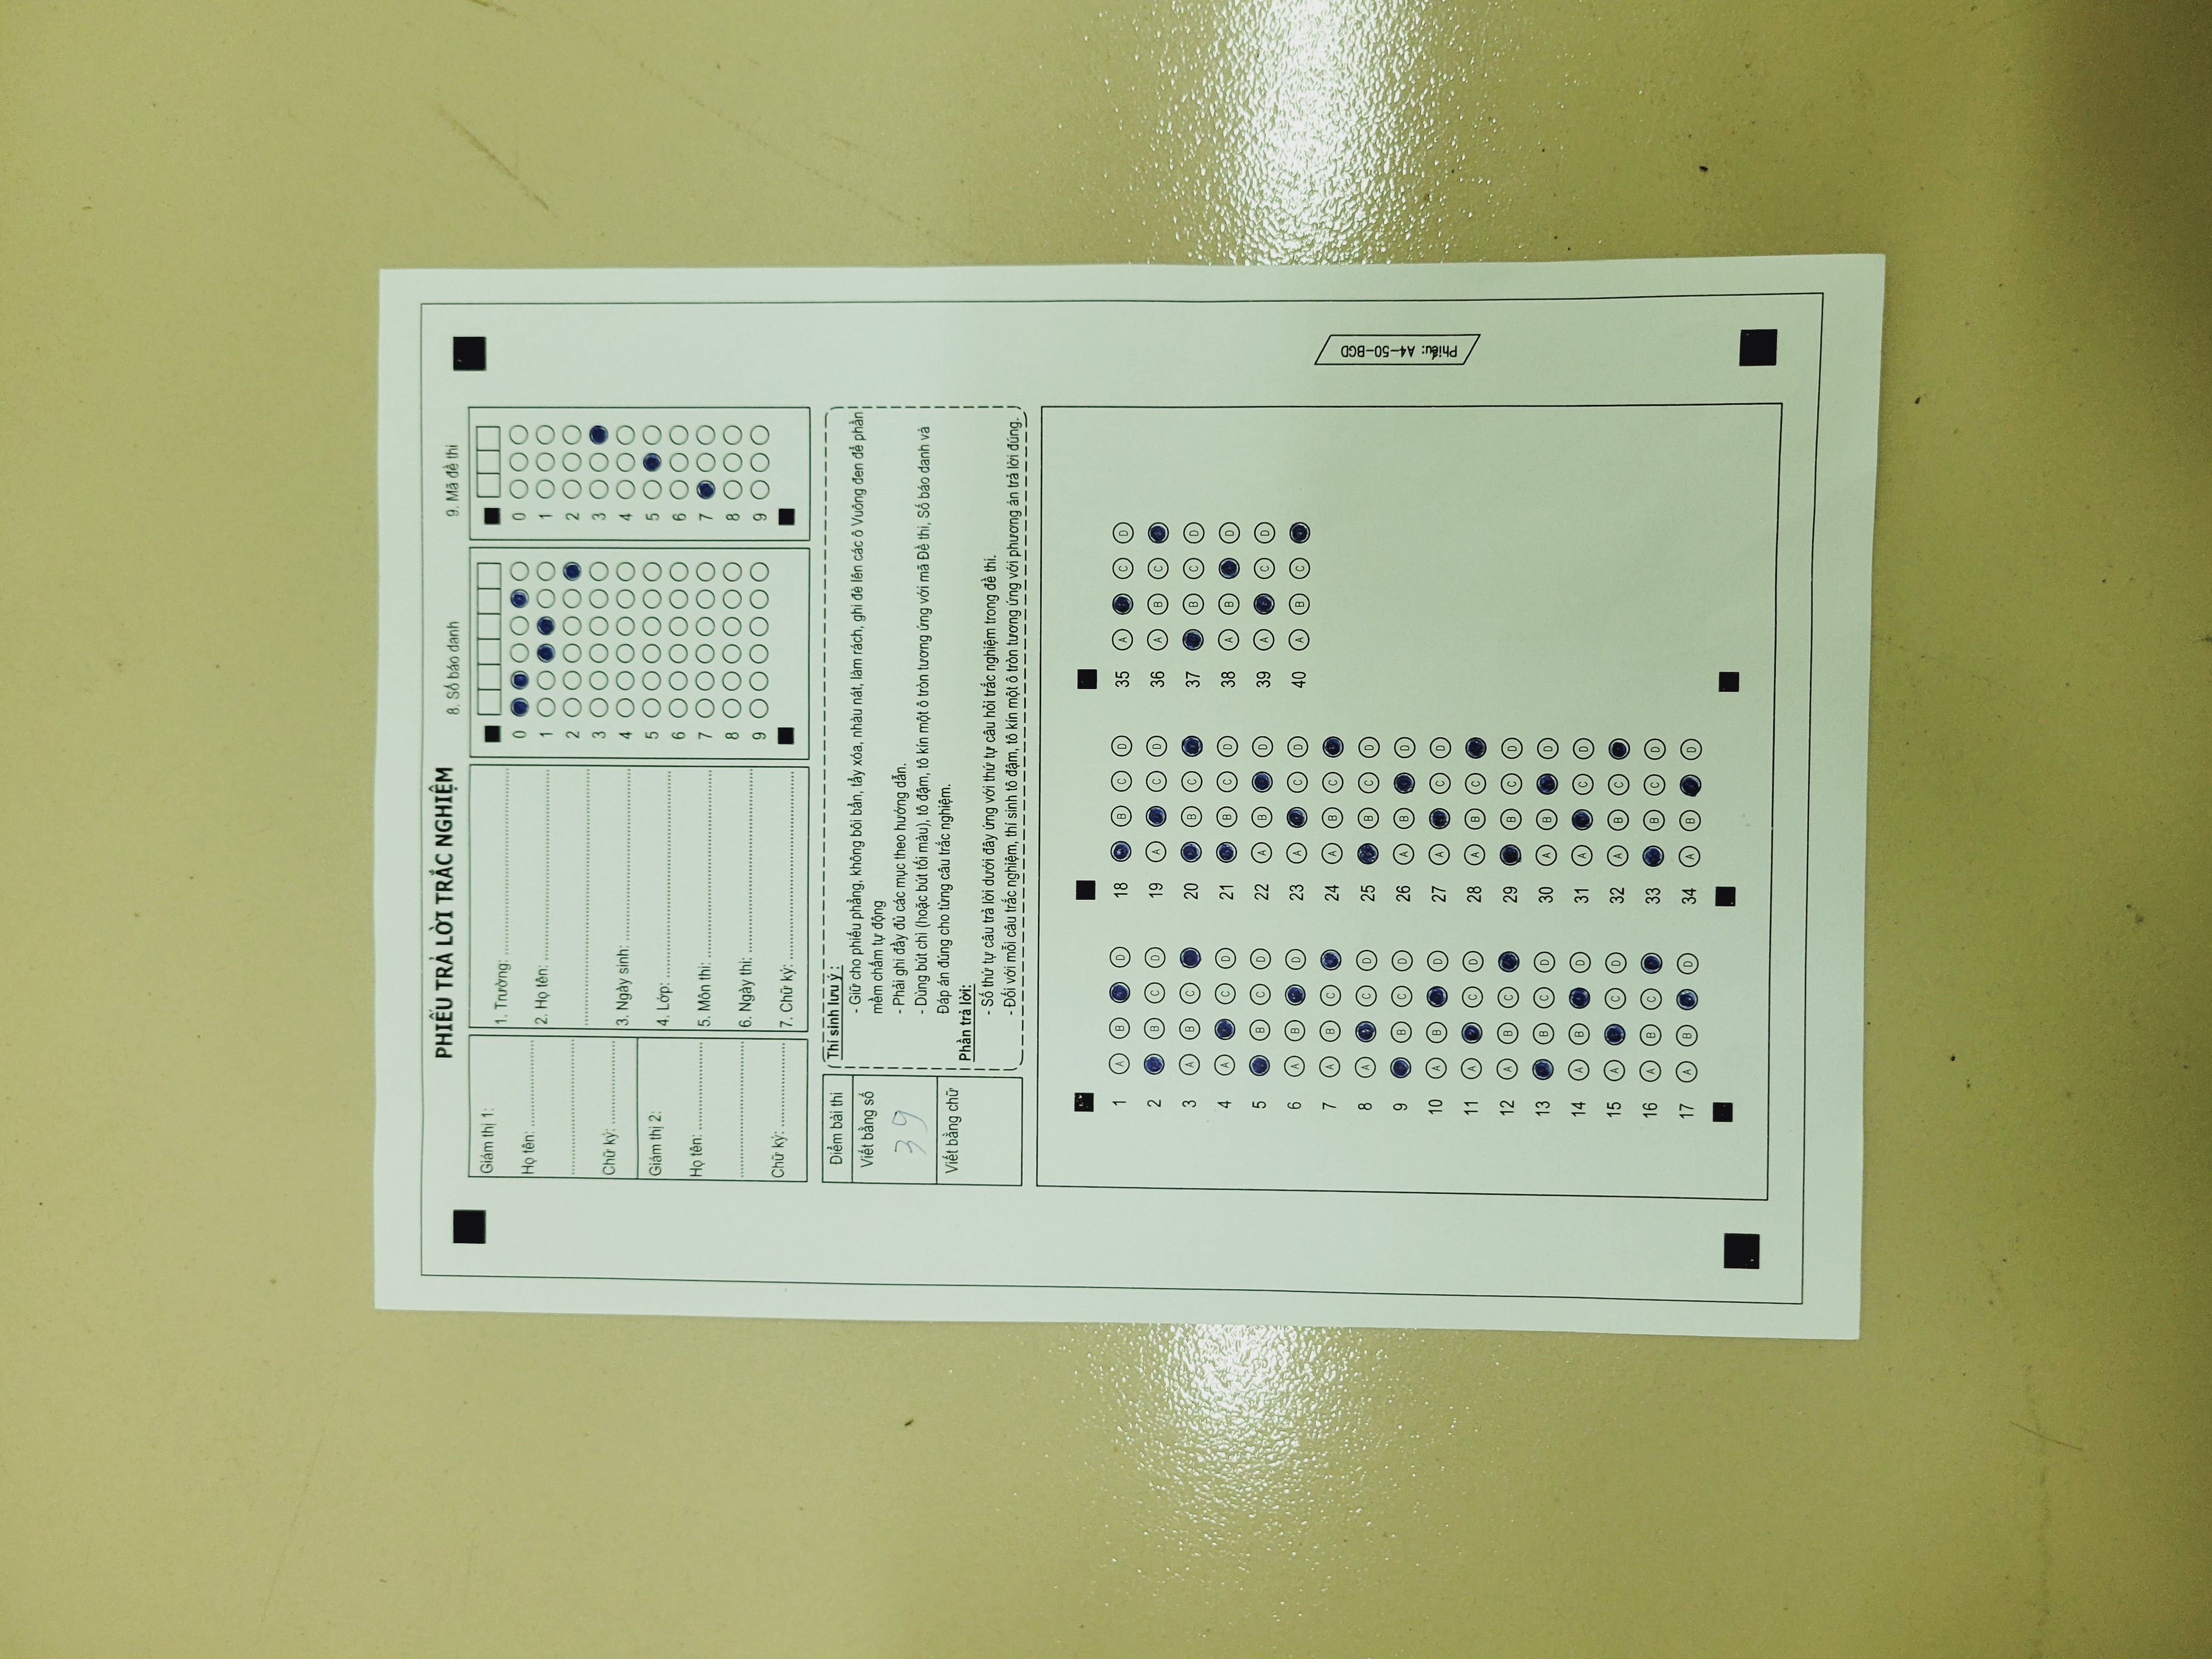 PHIẾU TRẢ LỜI TRẮC NGHIỆM
8. Số báo danh
9. Mã đề thi
Giám thị 1:
Họ tên: ....................
Chữ ký: ....................
Giám thị 2:
Họ tên: ....................
Chữ ký: ....................
1. Trường: ....................
2. Họ tên: ....................
3. Ngày sinh: ....................
4. Lớp: ....................
5. Môn thi: ....................
6. Ngày thi: ....................
7. Chữ ký: ....................
0
1
2
3
4
5
6
7
8
9
0
1
2
3
4
5
6
7
8
9
Điểm bài thi
Viết bằng số
39
Viết bằng chữ
Thí sinh lưu ý :
- Giữ cho phiếu phẳng, không bôi bẩn, tẩy xóa, nhàu nát, làm rách, ghi đè lên các ô Vuông đen để phần
mềm chấm tự động
- Phải ghi đầy đủ các mục theo hướng dẫn.
- Dùng bút chì (hoặc bút tối màu), tô đậm, tô kín một ô tròn tương ứng với mã Đề thi, Số báo danh và
Đáp án đúng cho từng câu trắc nghiệm.
Phần trả lời:
- Số thứ tự câu trả lời dưới đây ứng với thứ tự câu hỏi trắc nghiệm trong đề thi.
- Đối với mỗi câu trắc nghiệm, thí sinh tô đậm, tô kín một ô tròn tương ứng với phương án trả lời đúng.
1 A B D
2 B C D
3 A B C
4 A C D
5 B C D
6 A B D
7 A B C
8 A C D
9 B C D
10 A B D
11 A C D
12 A B C
13 B C D
14 A B D
15 A C D
16 A B C
17 A B D
18 B C D
19 A C D
20 B C
21 B C D
22 A B D
23 A C D
24 A B C
25 B C D
26 A B D
27 A C D
28 A B C
29 B C D
30 A B D
31 A C D
32 A B C
33 B C D
34 A B D
35 A C D
36 A B C
37 B C D
38 A B D
39 A C D
40 A B C
Phiếu: A4-50-BGD